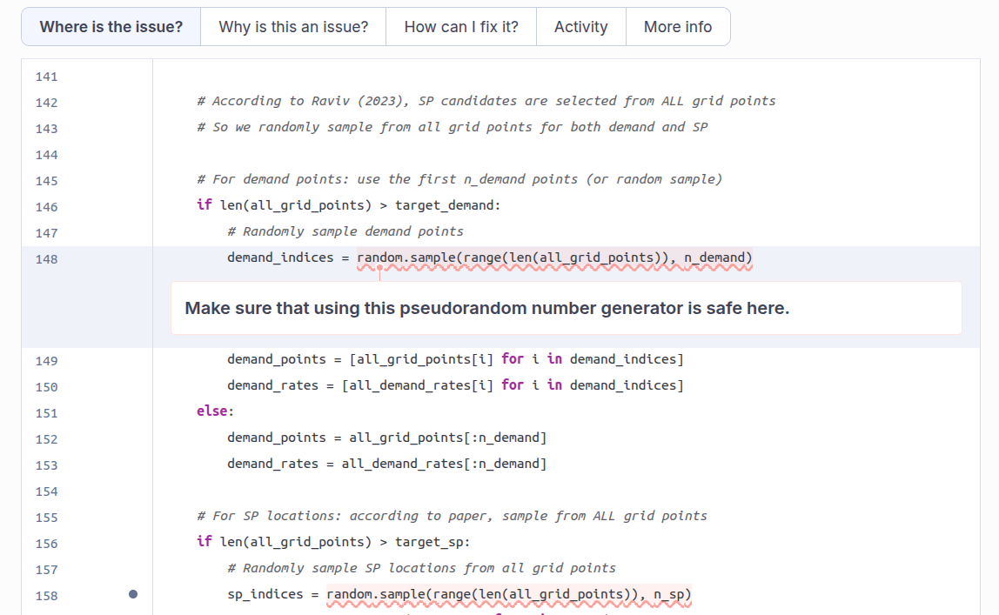 Where is the issue? Why is this an issue? How can I fix it? Activity More info
141
142 # According to Raviv (2023), SP candidates are selected from ALL grid points
143 # So we randomly sample from all grid points for both demand and SP
144
145 # For demand points: use the first n_demand points (or random sample)
146 if len(all_grid_points) > target_demand:
147 # Randomly sample demand points
148 demand_indices = random.sample(range(len(all_grid_points)), n_demand)
Make sure that using this pseudorandom number generator is safe here.
149 demand_points = [all_grid_points[i] for i in demand_indices]
150 demand_rates = [all_demand_rates[i] for i in demand_indices]
151 else:
152 demand_points = all_grid_points[:n_demand]
153 demand_rates = all_demand_rates[:n_demand]
154
155 # For SP locations: according to paper, sample from ALL grid points
156 if len(all_grid_points) > target_sp:
157 # Randomly sample SP locations from all grid points
158 sp_indices = random.sample(range(len(all_grid_points)), n_sp)